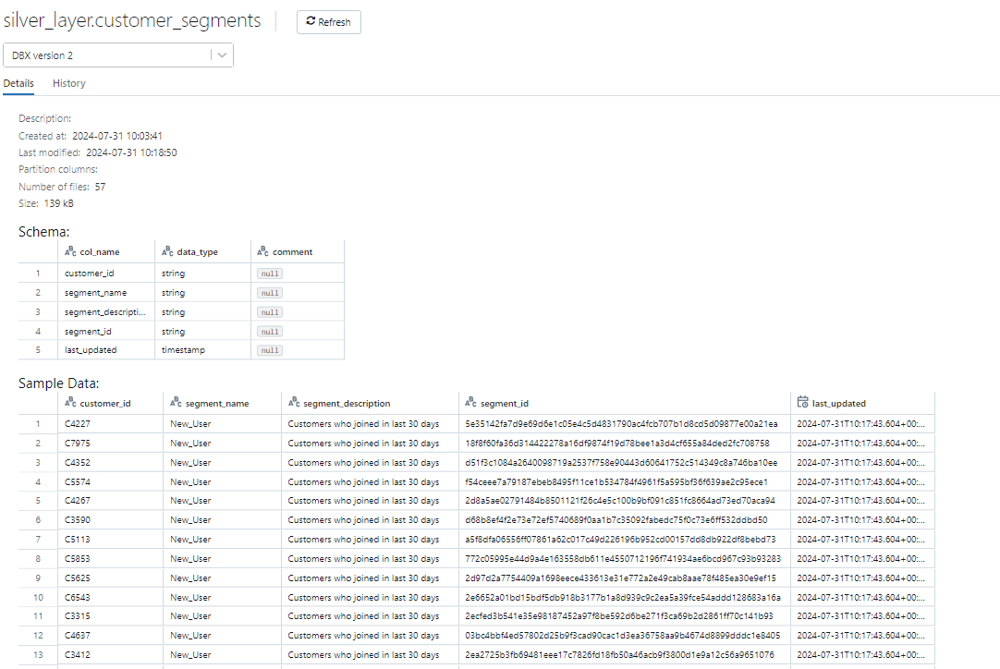 silver_layer.customer_segments
Refresh
DBX version 2
Details History
Description:
Created at: 2024-07-31 10:03:41
Last modified: 2024-07-31 10:18:50
Partition columns:
Number of files: 57
Size: 139 kB
Schema:
col_name data_type comment
1 customer_id string null
2 segment_name string null
3 segment_descripti... string null
4 segment_id string null
5 last_updated timestamp null
Sample Data:
customer_id segment_name segment_description segment_id last_updated
1 C4227 New_User Customers who joined in last 30 days 5e35142fa7d9e69d6e1c05e4c5d4831790ac4fcb707b1d8cd5d09877e00a21ea 2024-07-31T10:17:43.604+00:...
2 C7975 New_User Customers who joined in last 30 days 18f8f60fa36d314422278a16df9874f19d78bee1a3d4cf655a84ded2fc708758 2024-07-31T10:17:43.604+00:...
3 C4352 New_User Customers who joined in last 30 days d51f3c1084a2640098719a2537f758e90443d60641752c514349c8a746ba10ee 2024-07-31T10:17:43.604+00:...
4 C5574 New_User Customers who joined in last 30 days f54ceee7a79187ebeb8495f11ce1b534784f4961f5a595bf36f639ae2c95ece1 2024-07-31T10:17:43.604+00:...
5 C4267 New_User Customers who joined in last 30 days 2d8a5ae02791484b8501121f26c4e5c100b9bf091c851fc8664ad73ed70aca94 2024-07-31T10:17:43.604+00:...
6 C3590 New_User Customers who joined in last 30 days d68b8ef4f2e73e72ef5740689f0aa1b7c35092fabedc75f0c73e6ff532ddbd50 2024-07-31T10:17:43.604+00:...
7 C5113 New_User Customers who joined in last 30 days a5f8dfa06556ff07861a62c017c49d226196b952cd00157dd8db922df8bebd73 2024-07-31T10:17:43.604+00:...
8 C5853 New_User Customers who joined in last 30 days 772c05995e44d9a4e163558db611e4550712196f741934ae6bcd967c93b93283 2024-07-31T10:17:43.604+00:...
9 C5625 New_User Customers who joined in last 30 days 2d97d2a7754409a1698eece433613e31e772a2e49cab8aae78f485ea30e9ef15 2024-07-31T10:17:43.604+00:...
10 C6543 New_User Customers who joined in last 30 days 2e6652a01bd15bdf5db918b3177b1a8d939c9c2ea5a39fce54addd128683a16a 2024-07-31T10:17:43.604+00:...
11 C3315 New_User Customers who joined in last 30 days 2ecfed3b541e35e98187452a97f8be592d6be271f3ca69b2d2861ff70c141b93 2024-07-31T10:17:43.604+00:...
12 C4637 New_User Customers who joined in last 30 days 03bc4bbf4ed57802d25b9f3cad90cac1d3ea36758aa9b4674d8899dddc1e8405 2024-07-31T10:17:43.604+00:...
13 C3412 New_User Customers who joined in last 30 days 2ea2725b3fb69481eee17c7826fd18fb50a46acb9f3800d1e9a12c56a9651076 2024-07-31T10:17:43.604+00:...